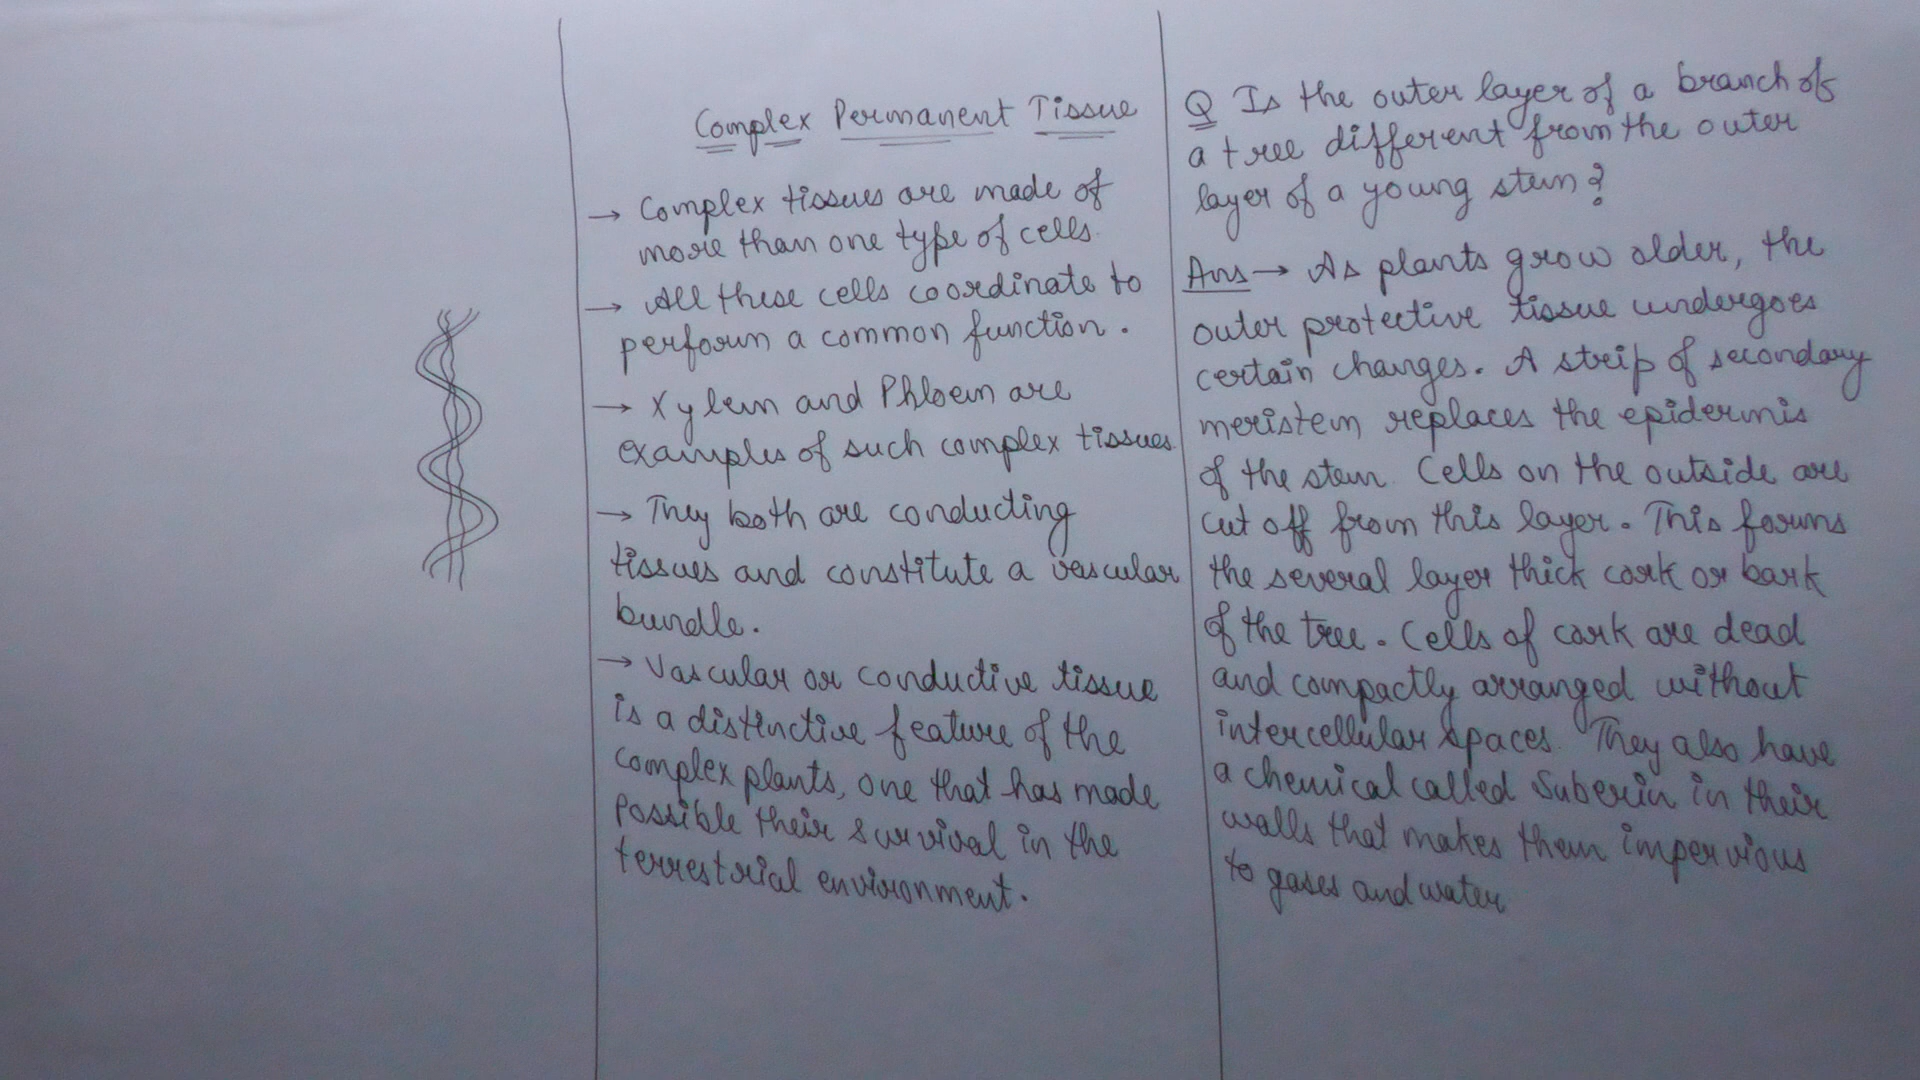 Complex Permanent Tissue
→ Complex tissues are made of
more than one type of cells.
→ All these cells coordinate to
perform a common function.
→ Xylem and Phloem are
examples of such complex tissues.
→ They both are conducting
tissues and constitute a vascular
bundle.
→ Vascular or conductive tissue
is a distinctive feature of the
complex plants, one that has made
possible their survival in the
terrestrial environment.
Q Is the outer layer of a branch of
a tree different from the outer
layer of a young stem?
Ans → As plants grow older, the
outer protective tissue undergoes
certain changes. A strip of secondary
meristem replaces the epidermis
of the stem. Cells on the outside are
cut off from this layer. This forms
the several layer thick cork or bark
of the tree. Cells of cork are dead
and compactly arranged without
intercellular spaces. They also have
a chemical called Suberin in their
walls that makes them impervious
to gases and water